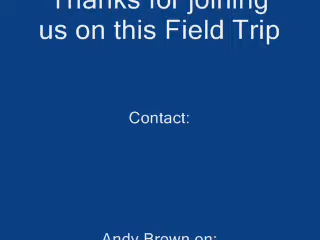 Thanks for joining
us on this Field Trip
Contact:
Andy Brown on: